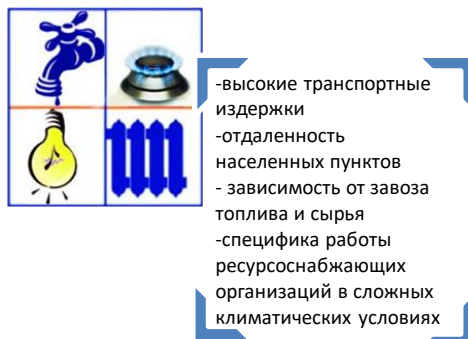 -высокие транспортные
издержки
-отдаленность
населенных пунктов
- зависимость от завоза
топлива и сырья
-специфика работы
ресурсоснабжающих
организаций в сложных
климатических условиях